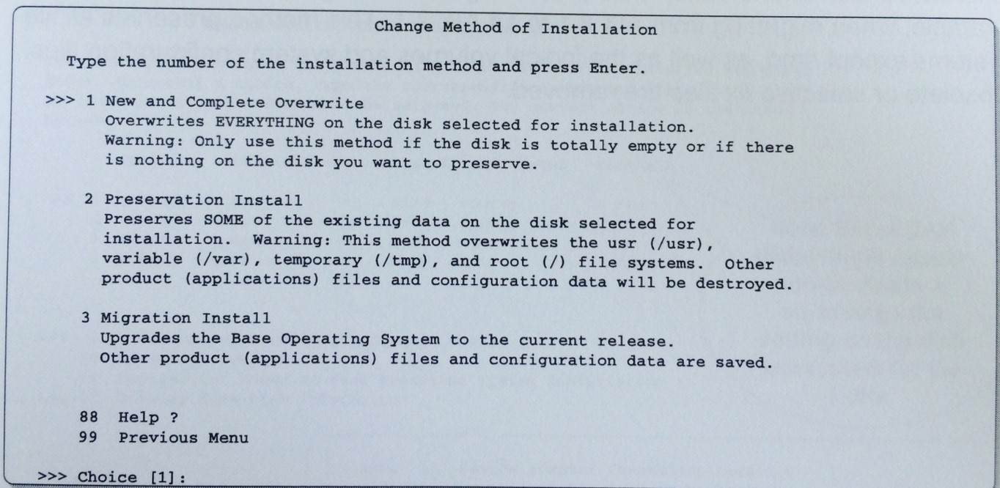 Change Method of Installation
Type the number of the installation method and press Enter.
>>> 1 New and Complete Overwrite
Overwrites EVERYTHING on the disk selected for installation.
Warning: Only use this method if the disk is totally empty or if there
is nothing on the disk you want to preserve.
2 Preservation Install
Preserves SOME of the existing data on the disk selected for
installation.  Warning: This method overwrites the usr (/usr),
variable (/var), temporary (/tmp), and root (/) file systems.  Other
product (applications) files and configuration data will be destroyed.
3 Migration Install
Upgrades the Base Operating System to the current release.
Other product (applications) files and configuration data are saved.
88  Help ?
99  Previous Menu
>>> Choice [1]: